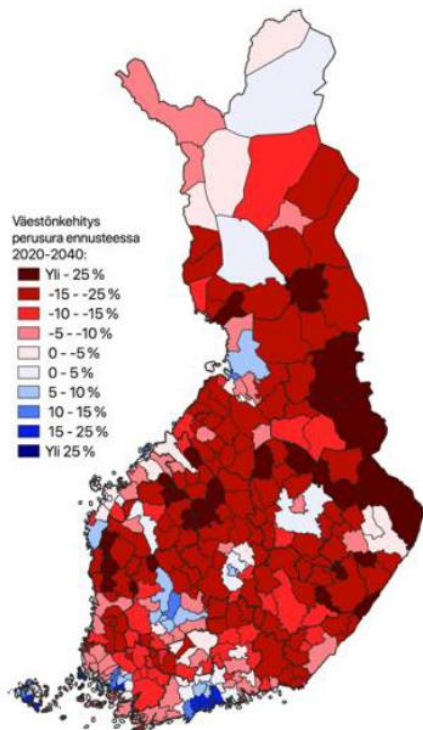 Väestönkehitys
perusura ennusteessa
2020-2040:
Yli - 25 %
-15 - -25 %
-10 - -15 %
-5 - -10 %
0 - -5 %
0 - 5 %
5 - 10 %
10 - 15 %
15 - 25 %
Yli 25 %